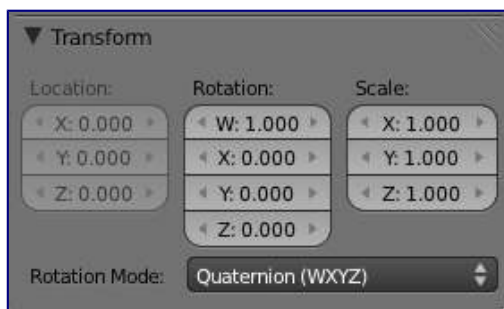 Transform
Location: Rotation: Scale:
X: 0.000 W: 1.000 X: 1.000
Y: 0.000 X: 0.000 Y: 1.000
Z: 0.000 Y: 0.000 Z: 1.000
Z: 0.000
Rotation Mode: Quaternion (WXYZ)